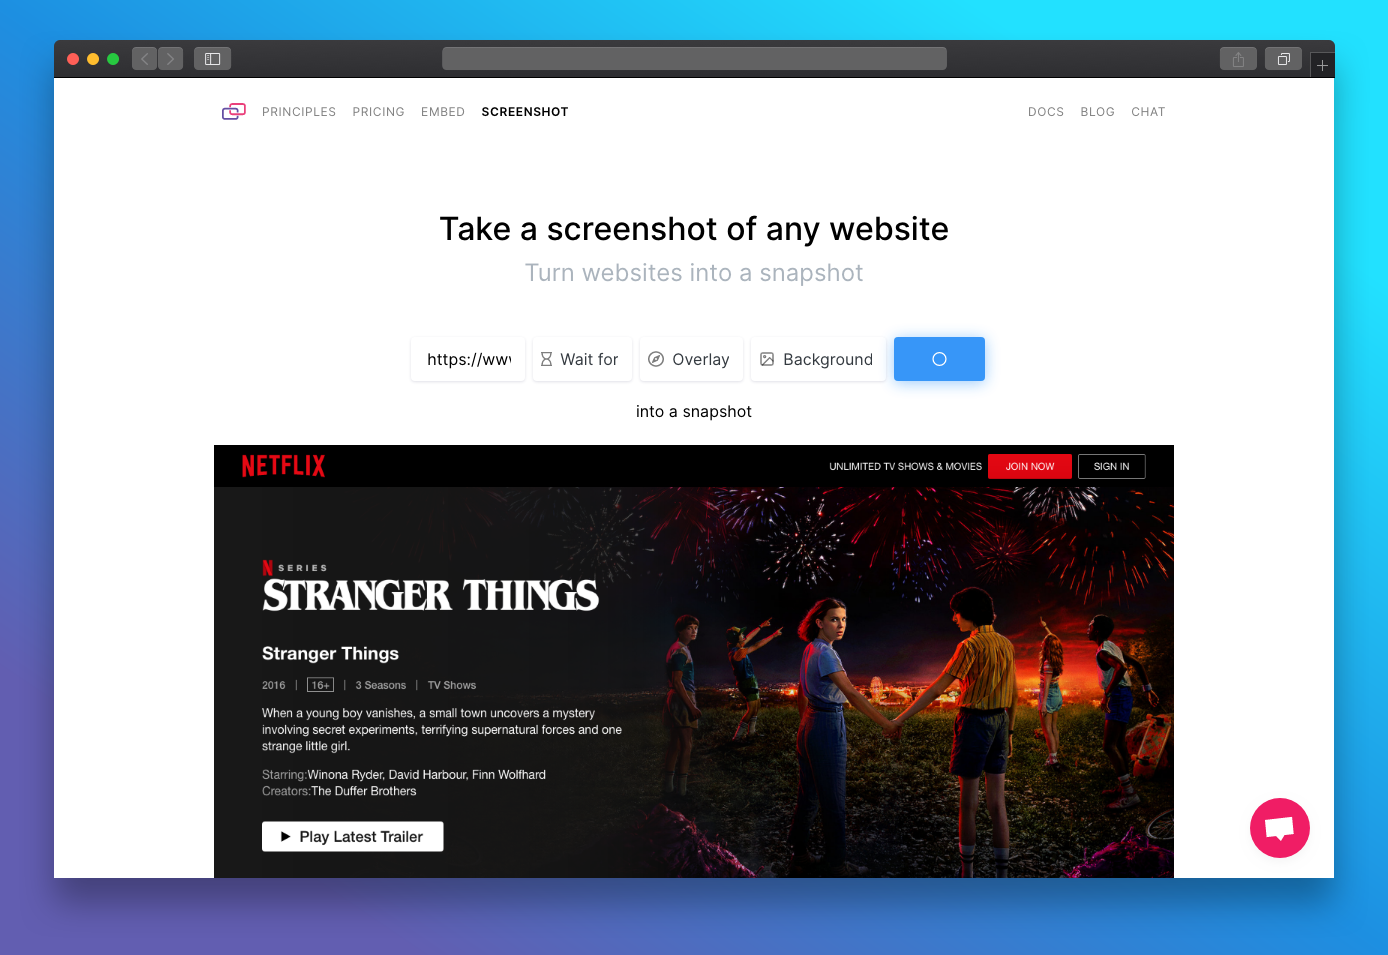 PRINCIPLES PRICING EMBED SCREENSHOT DOCS BLOG CHAT
Take a screenshot of any website
Turn websites into a snapshot
https://www Wait for Overlay Background
into a snapshot
NETFLIX UNLIMITED TV SHOWS & MOVIES JOIN NOW SIGN IN
N SERIES
STRANGER THINGS
Stranger Things
2016 | 16+ | 3 Seasons | TV Shows
When a young boy vanishes, a small town uncovers a mystery
involving secret experiments, terrifying supernatural forces and one
strange little girl.
Starring:Winona Ryder, David Harbour, Finn Wolfhard
Creators:The Duffer Brothers
Play Latest Trailer